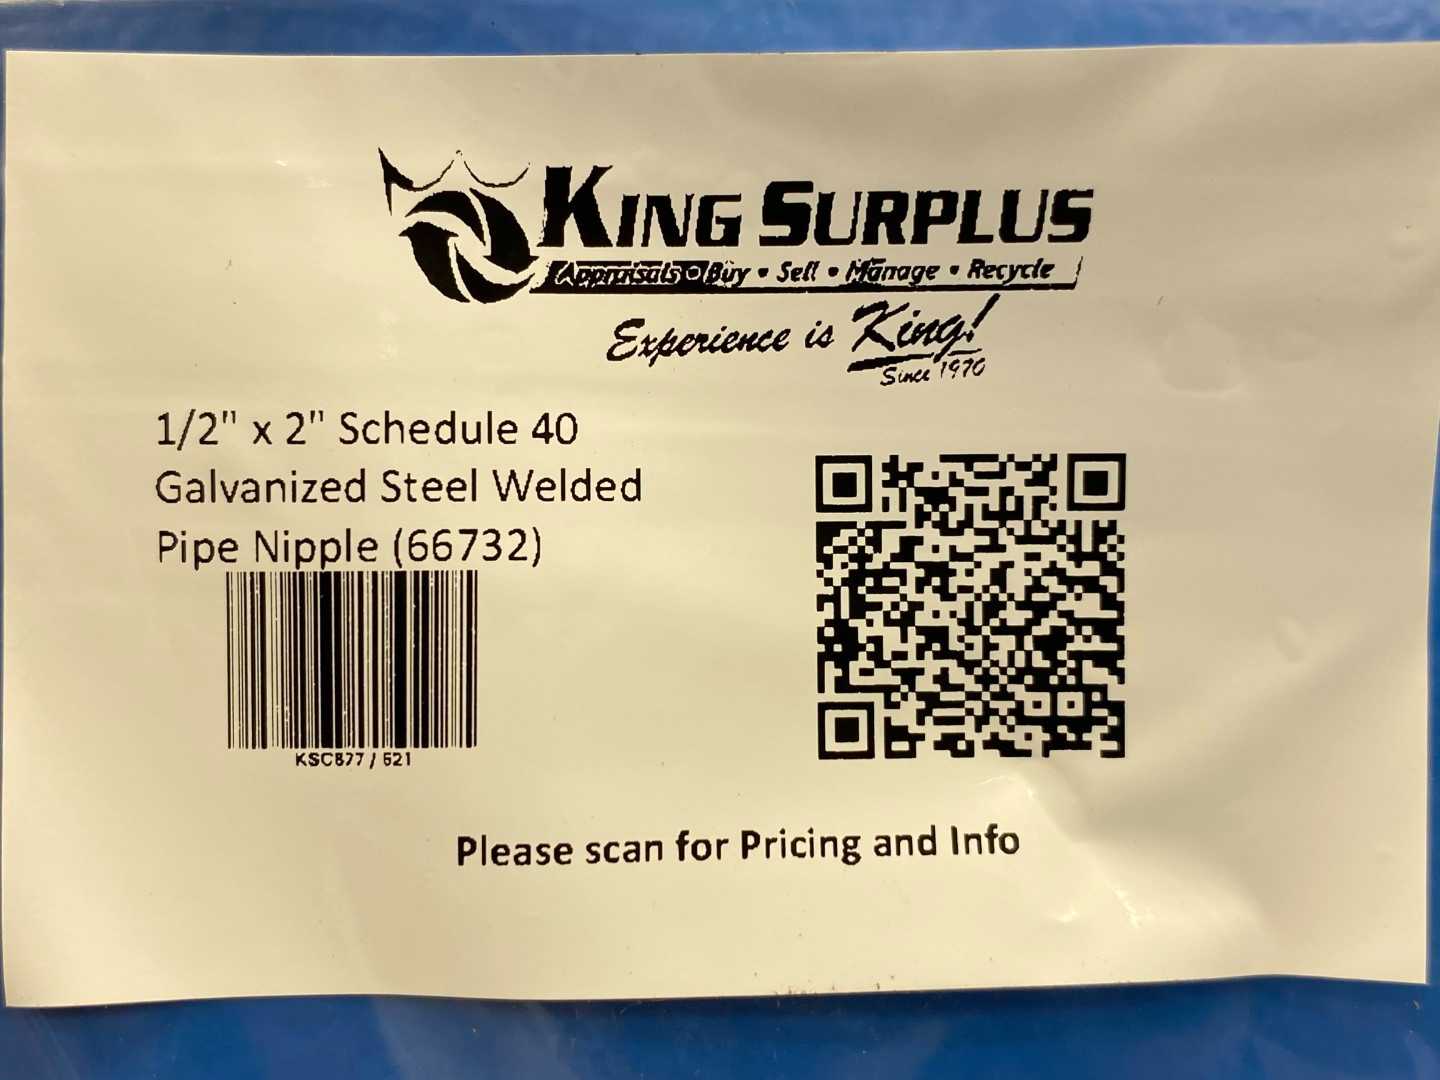 KING SURPLUS
Appraisals • Buy • Sell • Manage • Recycle
Experience is King!
Since 1970
1/2" x 2" Schedule 40
Galvanized Steel Welded
Pipe Nipple (66732)
KSC877 / 621
Please scan for Pricing and Info